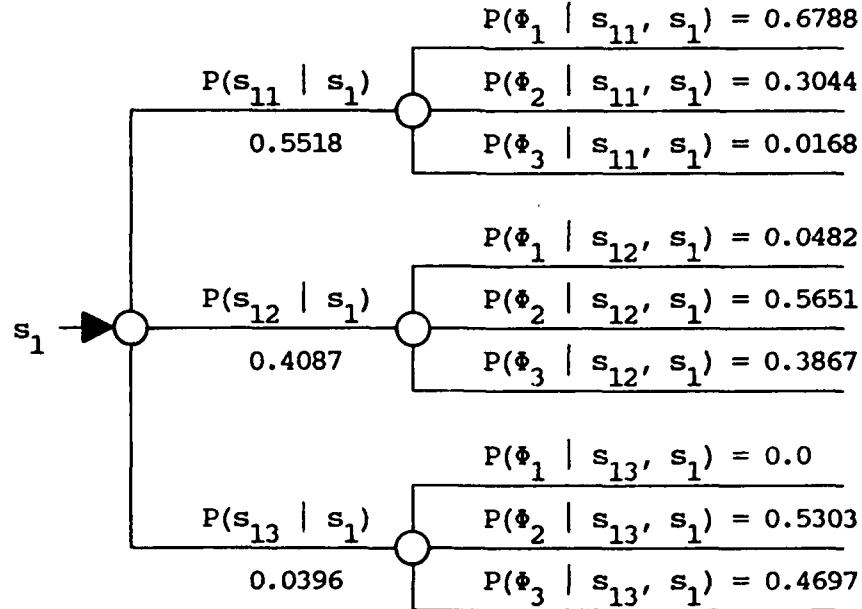 P(Φ₁ | s₁₁, s₁) = 0.6788
P(s₁₁ | s₁)
P(Φ₂ | s₁₁, s₁) = 0.3044
0.5518
P(Φ₃ | s₁₁, s₁) = 0.0168
P(Φ₁ | s₁₂, s₁) = 0.0482
P(s₁₂ | s₁)
P(Φ₂ | s₁₂, s₁) = 0.5651
s₁
0.4087
P(Φ₃ | s₁₂, s₁) = 0.3867
P(Φ₁ | s₁₃, s₁) = 0.0
P(s₁₃ | s₁)
P(Φ₂ | s₁₃, s₁) = 0.5303
0.0396
P(Φ₃ | s₁₃, s₁) = 0.4697